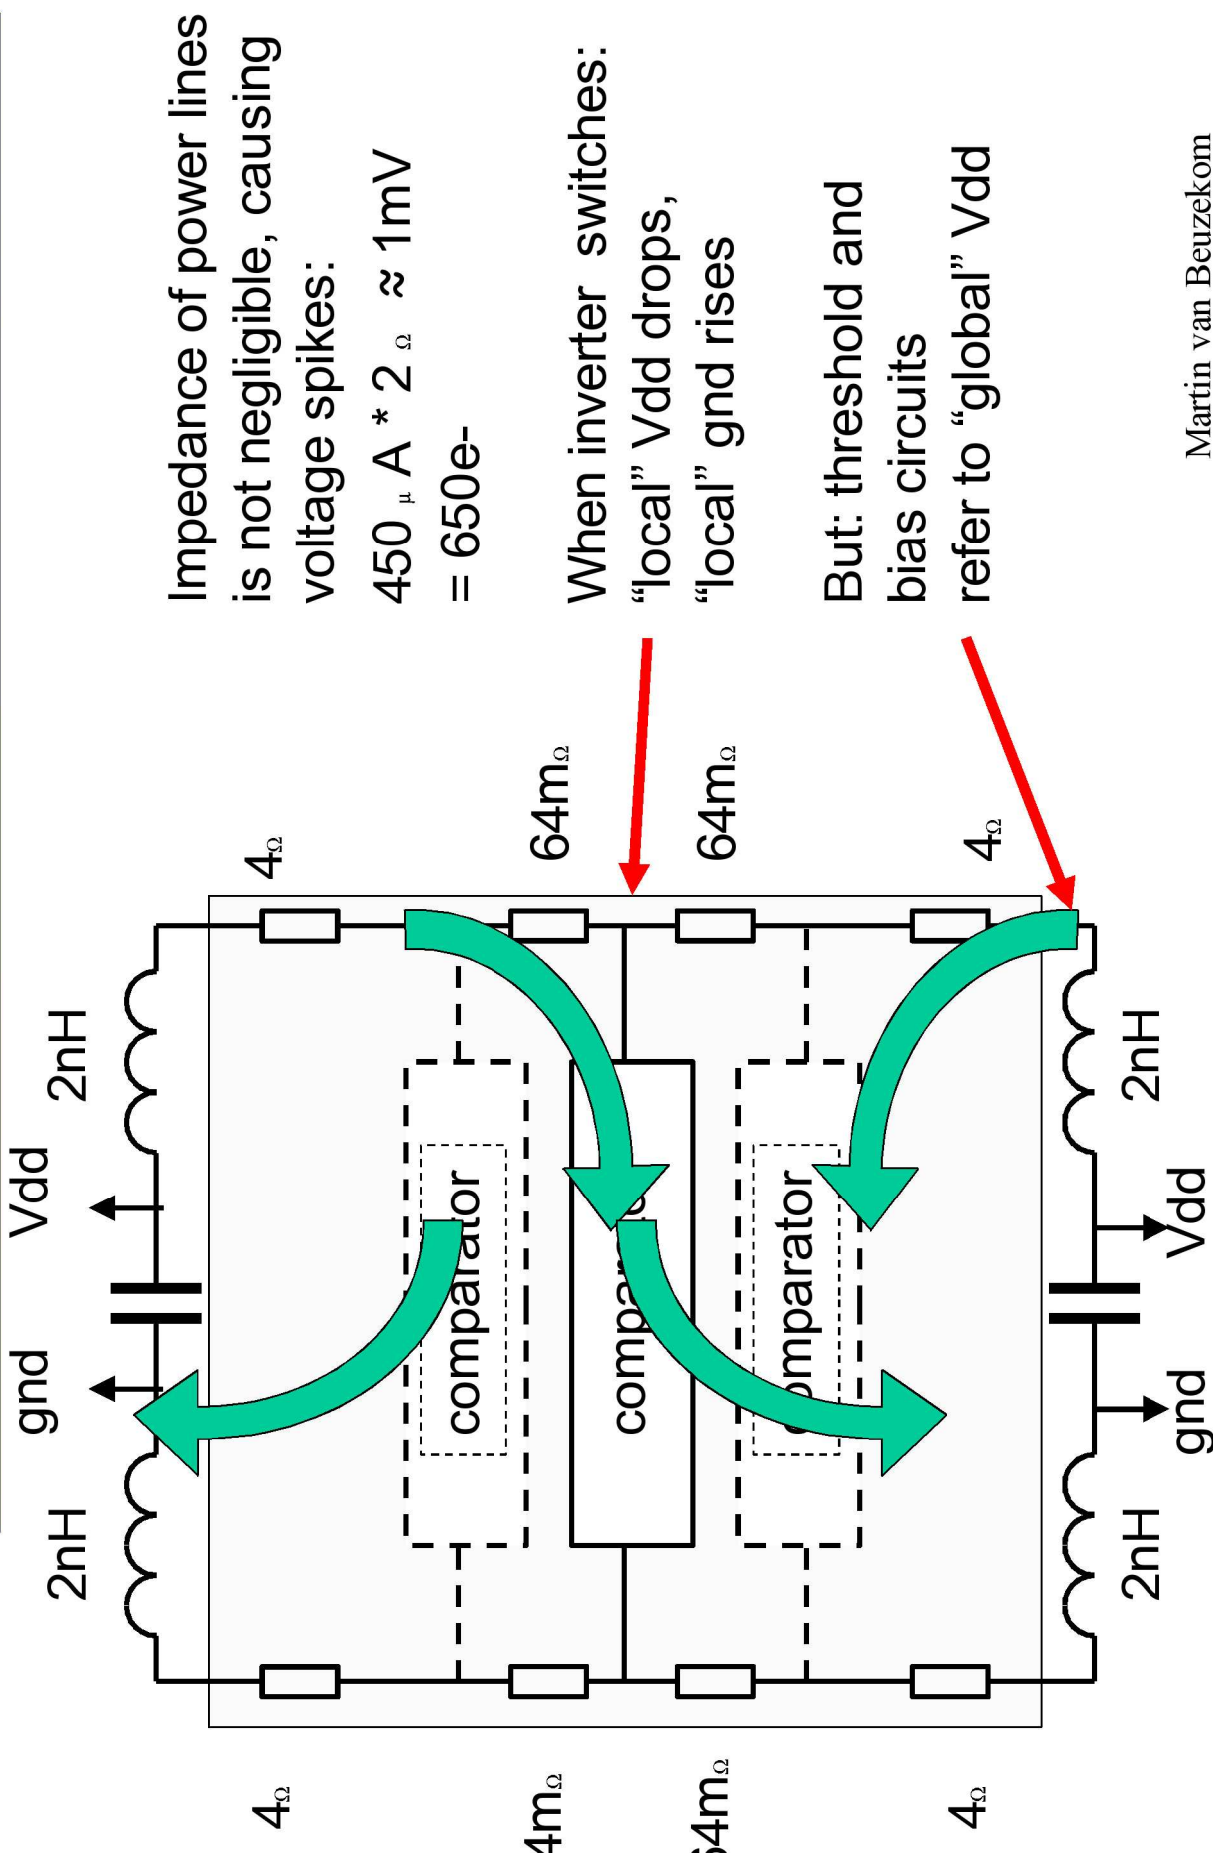 Impedance of power lines
is not negligible, causing
voltage spikes:
450 μ A * 2 Ω ≈ 1mV
= 650e-
When inverter switches:
“local” Vdd drops,
“local” gnd rises
But: threshold and
bias circuits
refer to “global” Vdd
4Ω
64mΩ
64mΩ
4Ω
2nH
2nH
Vdd
Vdd
comparator
comparator
gnd
gnd
2nH
2nH
4Ω
4mΩ
64mΩ
4Ω
Martin van Beuzekom